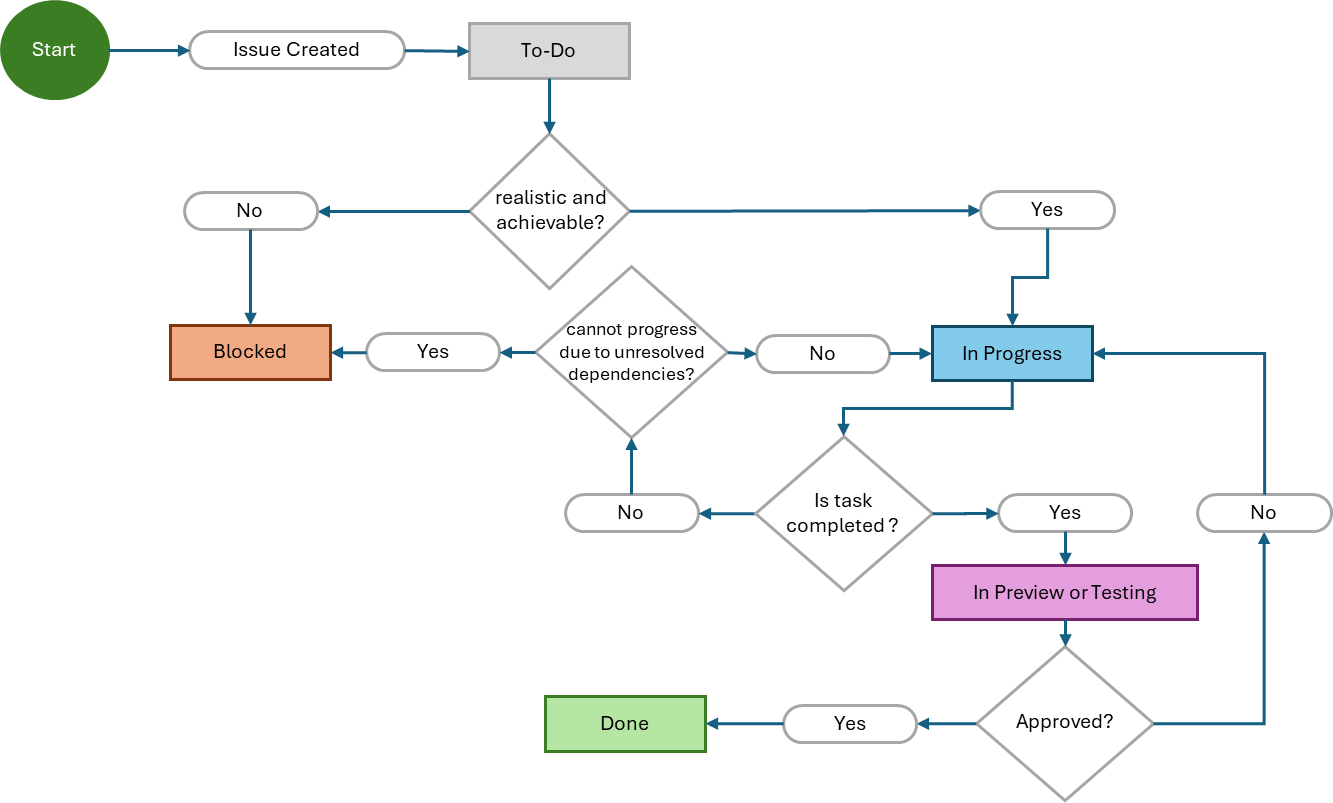 Start
Issue Created
To-Do
realistic and
achievable?
No
Yes
Blocked
Yes
cannot progress
due to unresolved
dependencies?
No
In Progress
No
Is task
completed ?
Yes
No
In Preview or Testing
Done
Yes
Approved?